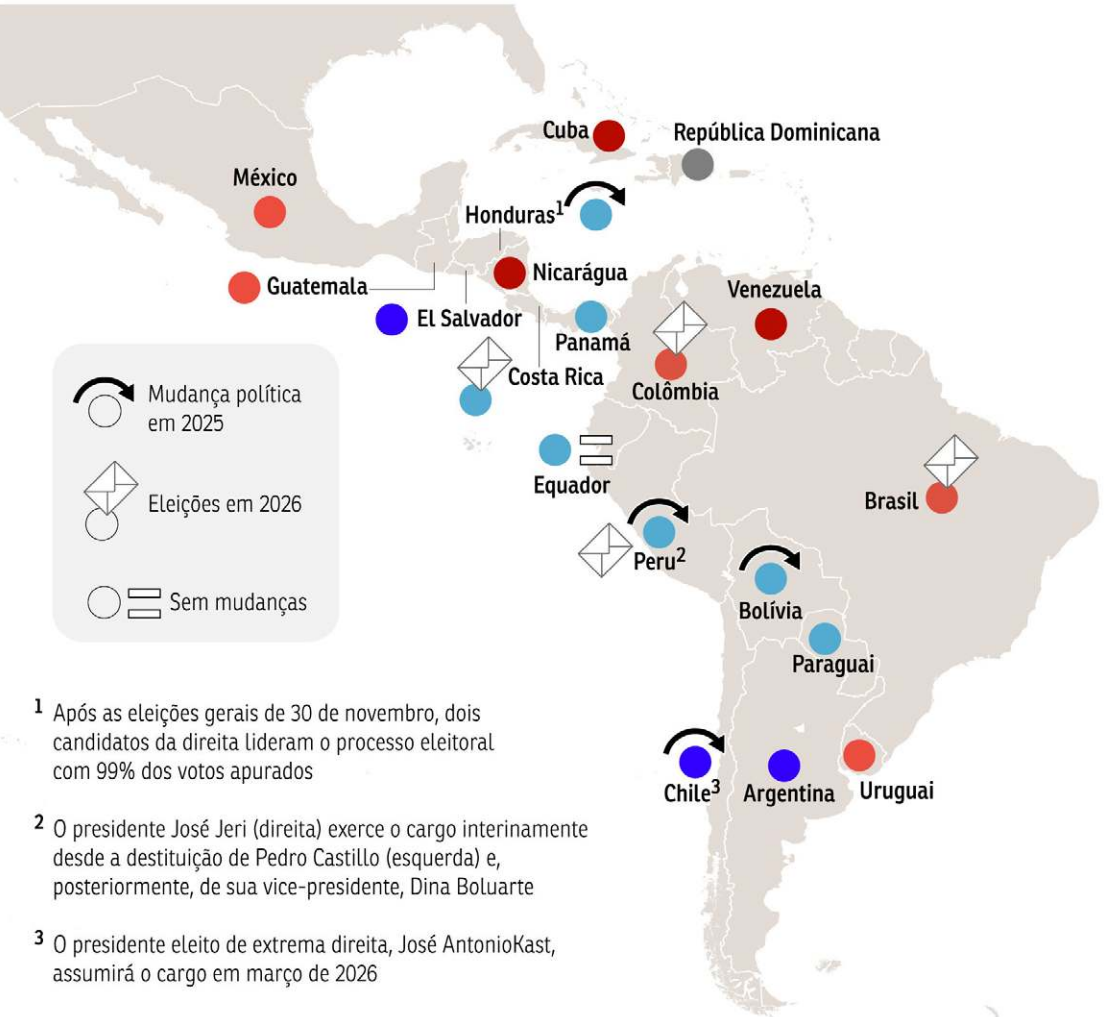 Cuba
República Dominicana
México
Honduras¹
Nicarágua
Guatemala
Venezuela
El Salvador
Panamá
Costa Rica
Colômbia
Mudança política
em 2025
Equador
Brasil
Eleições em 2026
Peru²
Bolívia
Sem mudanças
Paraguai
Chile³
Argentina
Uruguai
1 Após as eleições gerais de 30 de novembro, dois
candidatos da direita lideram o processo eleitoral
com 99% dos votos apurados
2 O presidente José Jeri (direita) exerce o cargo interinamente
desde a destituição de Pedro Castillo (esquerda) e,
posteriormente, de sua vice-presidente, Dina Boluarte
3 O presidente eleito de extrema direita, José AntonioKast,
assumirá o cargo em março de 2026